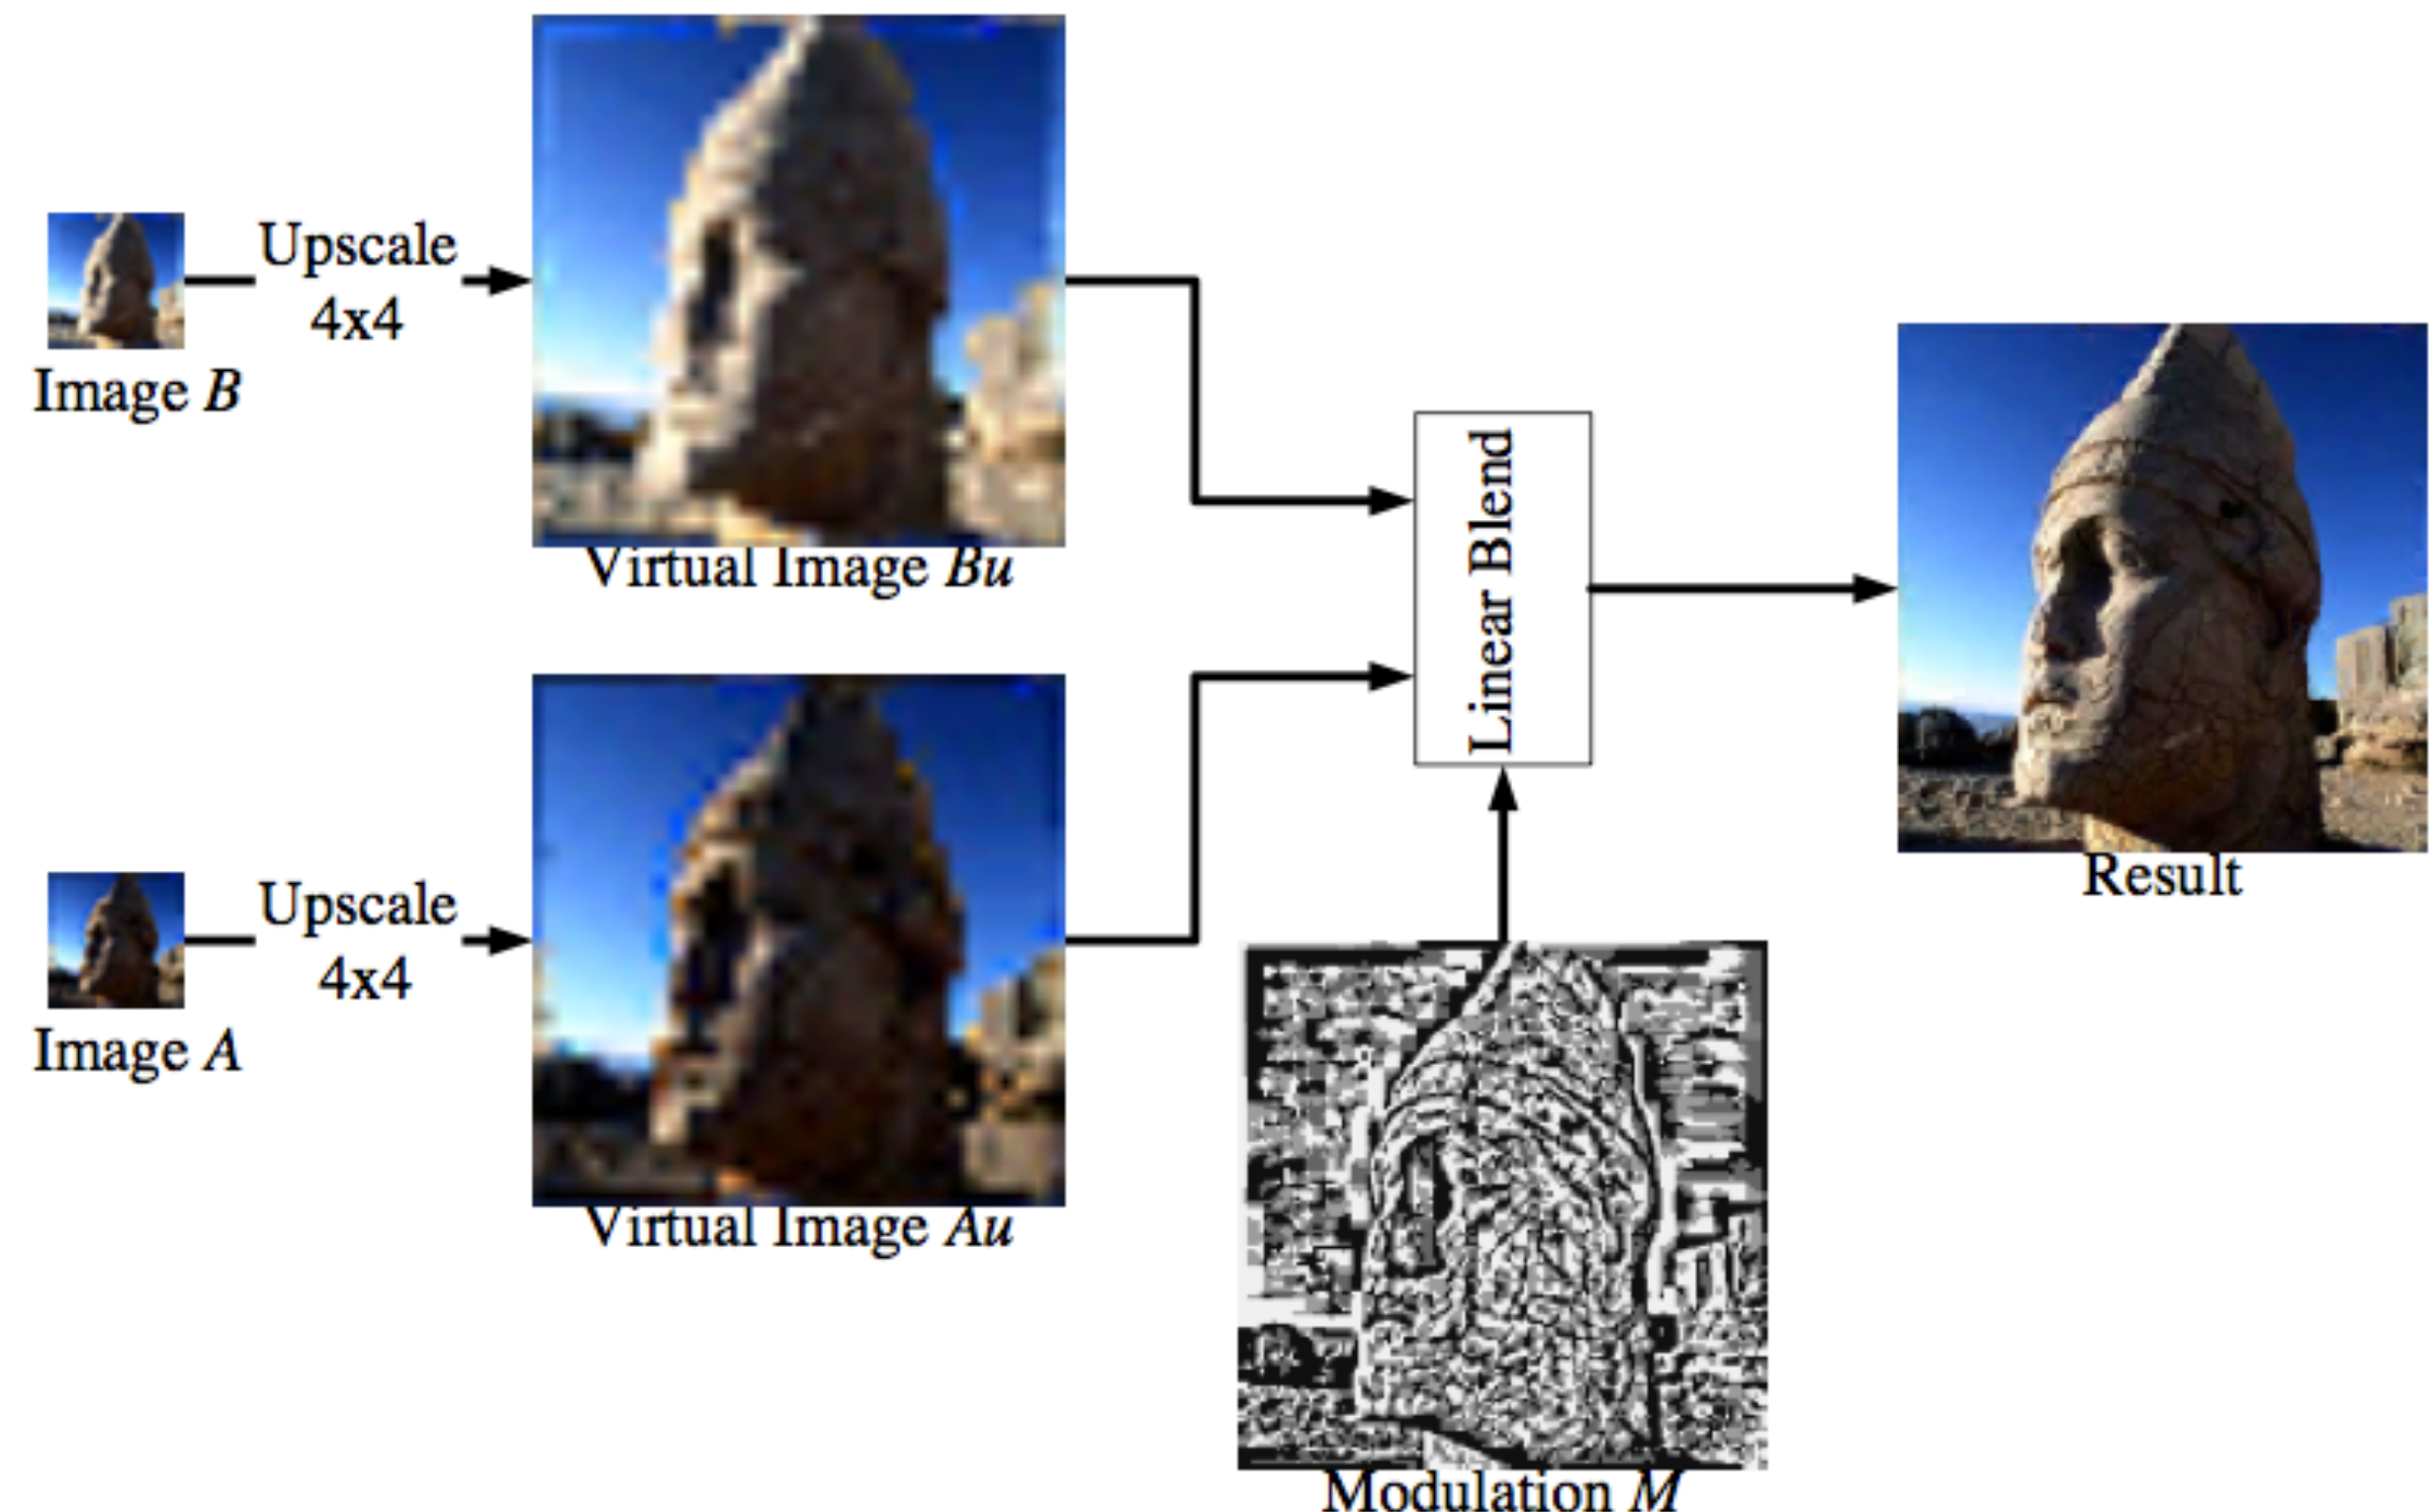 Upscale
4x4
Image B
Virtual Image Bu
Linear Blend
Result
Upscale
4x4
Image A
Virtual Image Au
Modulation M